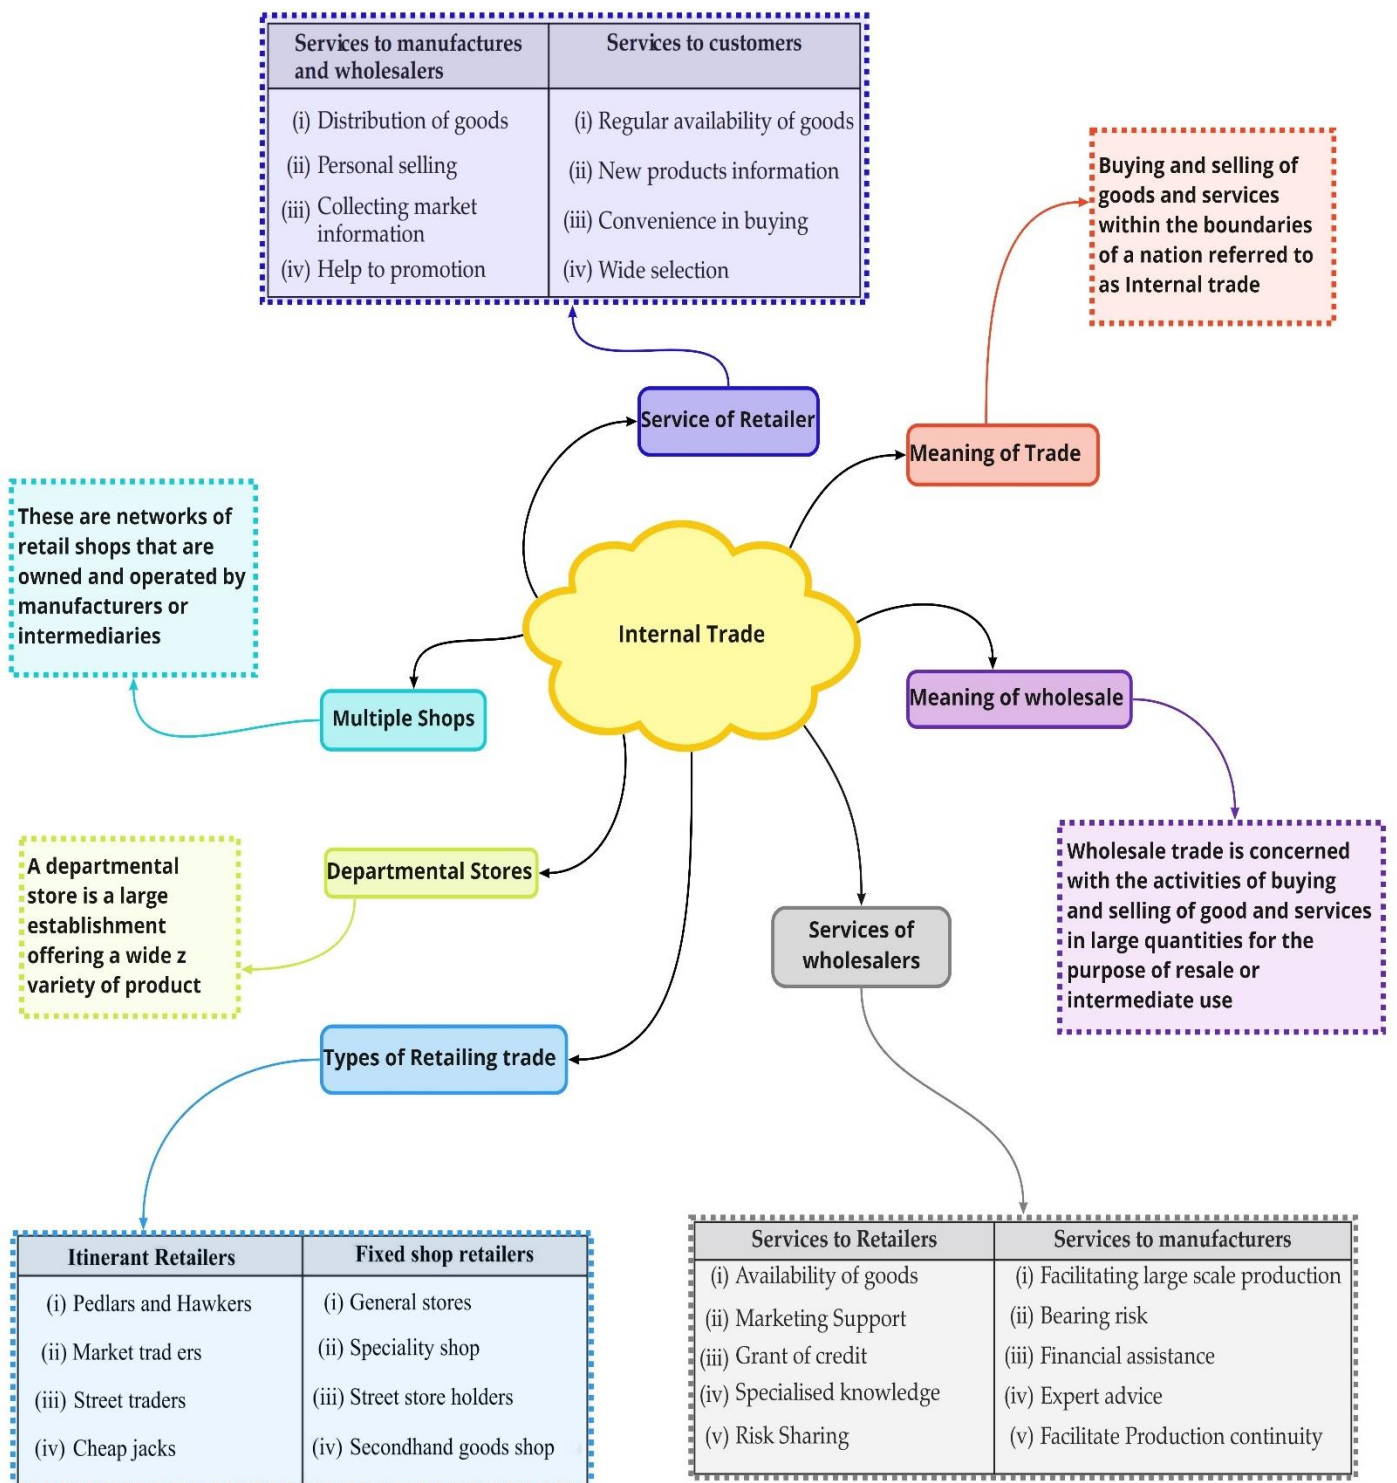 Services to manufactures
and wholesalers
(i) Distribution of goods
(ii) Personal selling
(iii) Collecting market
information
(iv) Help to promotion
Services to customers
(i) Regular availability of goods
(ii) New products information
(iii) Convenience in buying
(iv) Wide selection
Buying and selling of
goods and services
within the boundaries
of a nation referred to
as Internal trade
Service of Retailer
Meaning of Trade
These are networks of
retail shops that are
owned and operated by
manufacturers or
intermediaries
Internal Trade
Multiple Shops
Meaning of wholesale
A departmental
store is a large
establishment
offering a wide z
variety of product
Departmental Stores
Wholesale trade is concerned
with the activities of buying
and selling of good and services
in large quantities for the
purpose of resale or
intermediate use
Services of
wholesalers
Types of Retailing trade
Itinerant Retailers
(i) Pedlars and Hawkers
(ii) Market trad ers
(iii) Street traders
(iv) Cheap jacks
Fixed shop retailers
(i) General stores
(ii) Speciality shop
(iii) Street store holders
(iv) Secondhand goods shop
Services to Retailers
(i) Availability of goods
(ii) Marketing Support
(iii) Grant of credit
(iv) Specialised knowledge
(v) Risk Sharing
Services to manufacturers
(i) Facilitating large scale production
(ii) Bearing risk
(iii) Financial assistance
(iv) Expert advice
(v) Facilitate Production continuity